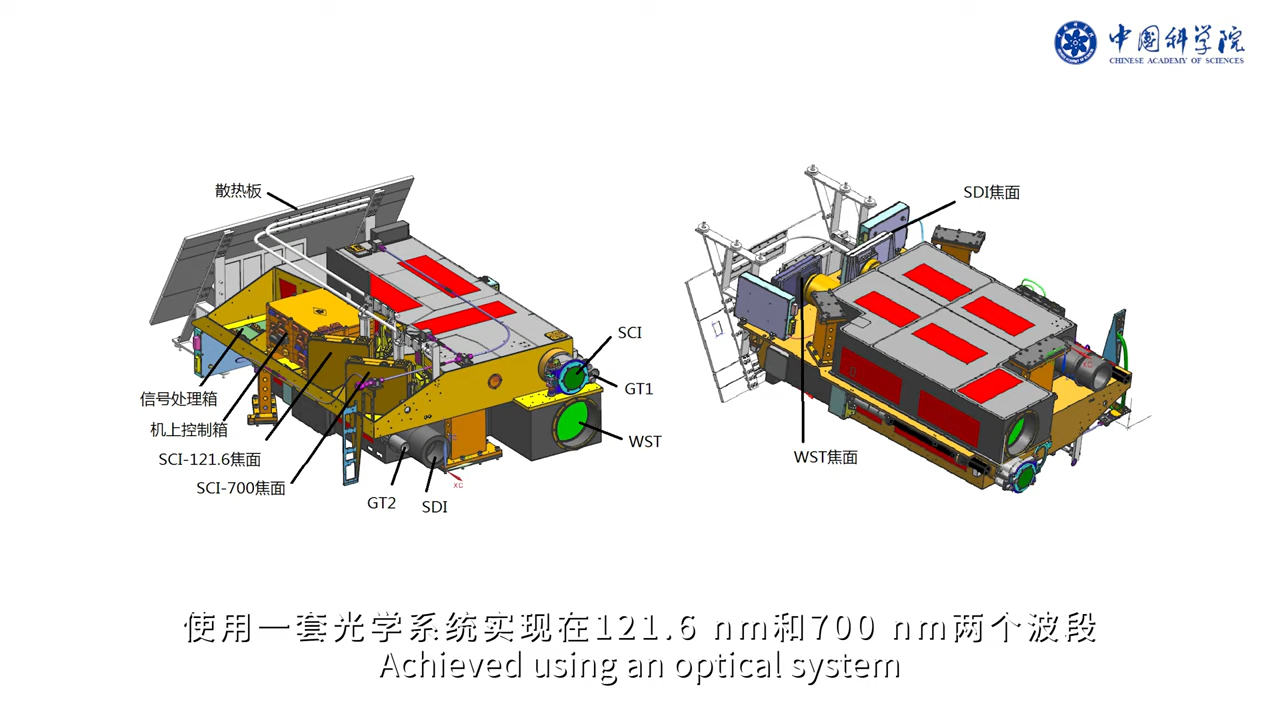 中国科学院
CHINESE ACADEMY OF SCIENCES
散热板
SCI
GT1
WST
信号处理箱
机上控制箱
SCI-121.6焦面
SCI-700焦面
GT2
SDI
XC
SDI焦面
WST焦面
使用一套光学系统实现在121.6 nm和700 nm两个波段
Achieved using an optical system